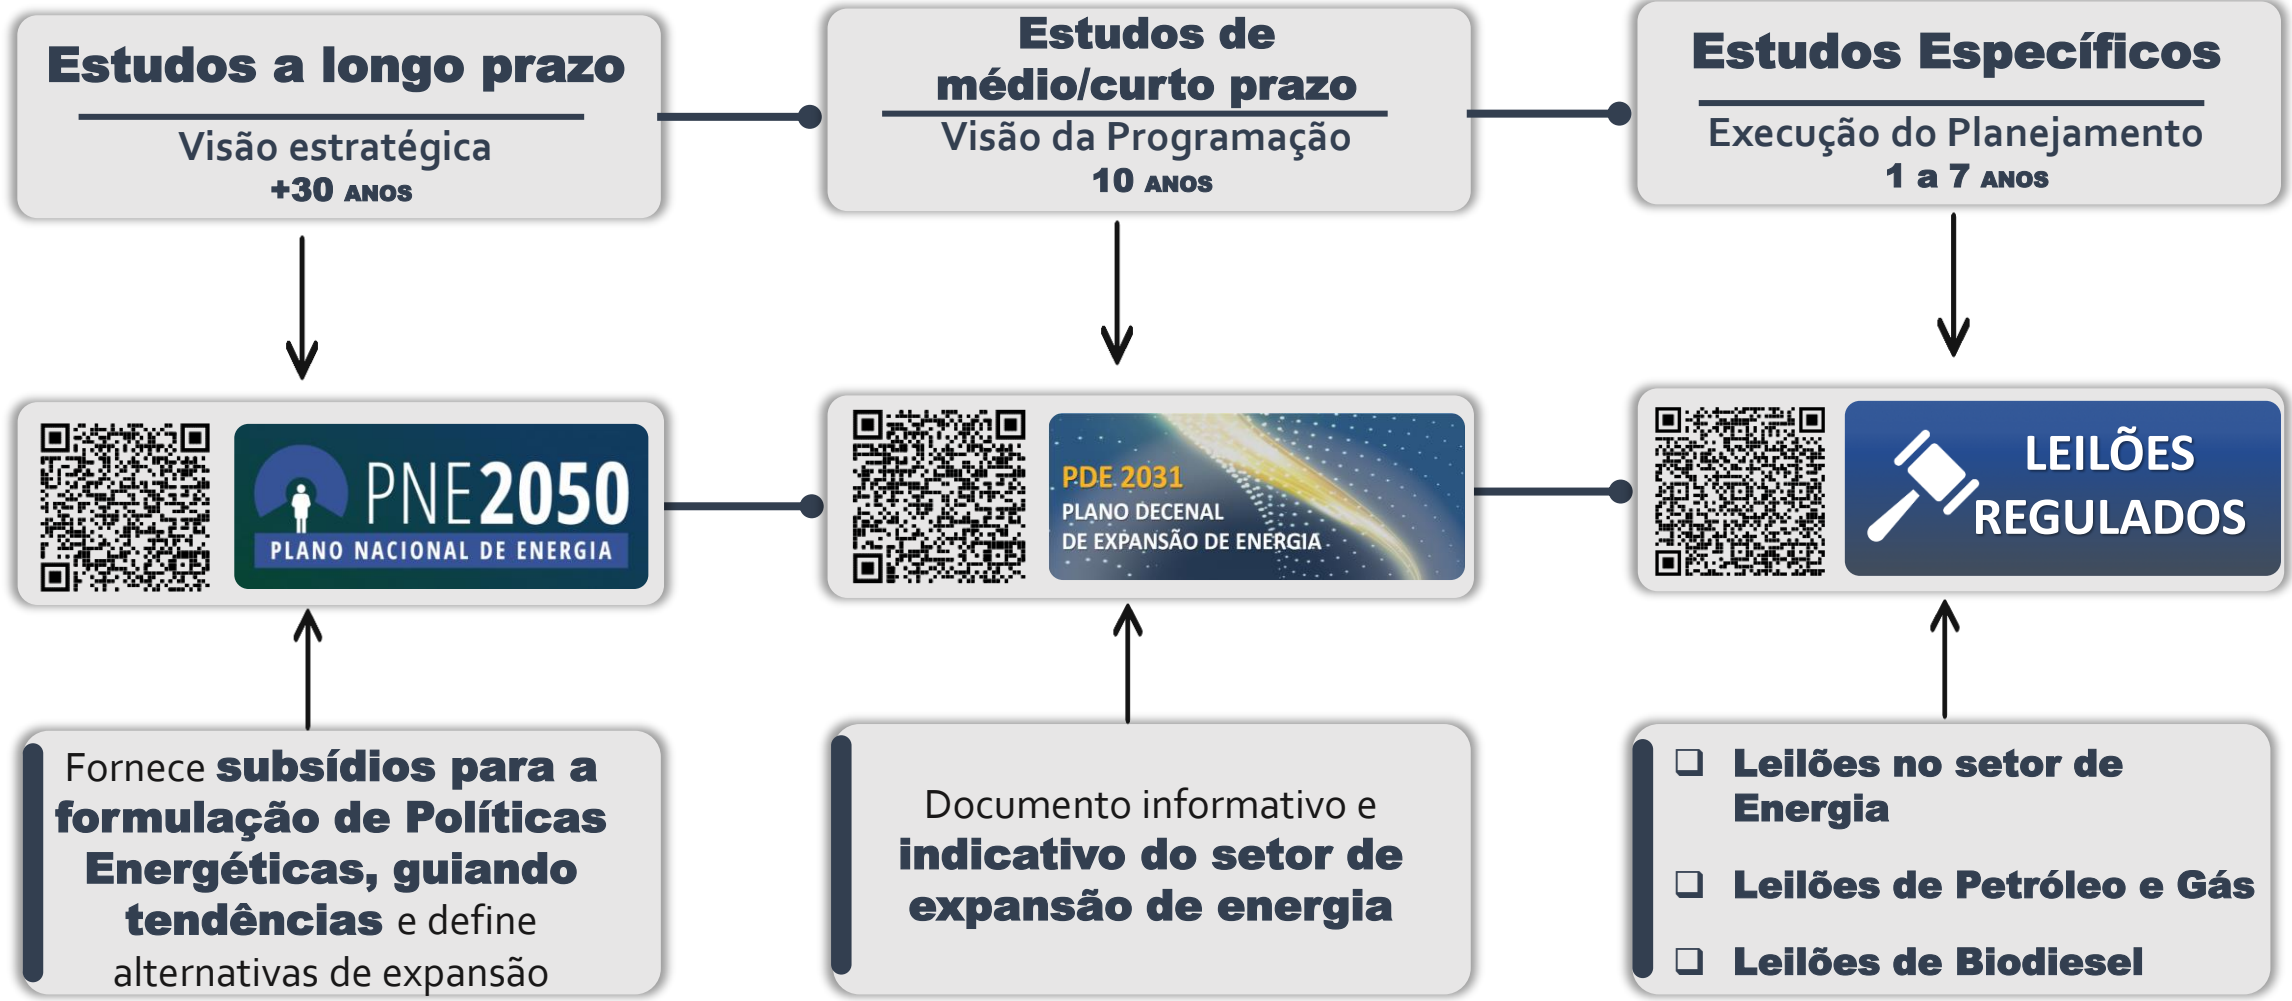 Estudos a longo prazo
Visão estratégica
+30 ANOS
Estudos de
médio/curto prazo
Visão da Programação
10 ANOS
Estudos Específicos
Execução do Planejamento
1 a 7 ANOS
PNE2050
PLANO NACIONAL DE ENERGIA
PDE 2031
PLANO DECENAL
DE EXPANSÃO DE ENERGIA
LEILÕES
REGULADOS
Fornece subsídios para a
formulação de Políticas
Energéticas, guiando
tendências e define
alternativas de expansão
Documento informativo e
indicativo do setor de
expansão de energia
Leilões no setor de
Energia
Leilões de Petróleo e Gás
Leilões de Biodiesel